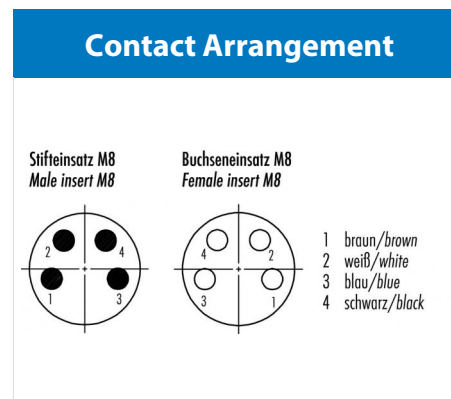 Contact Arrangement
Stifteinsatz M8
Male insert M8
2 4
1 3
Buchseneinsatz M8
Female insert M8
4 2
3 1
1 braun/brown
2 weiß/white
3 blau/blue
4 schwarz/black